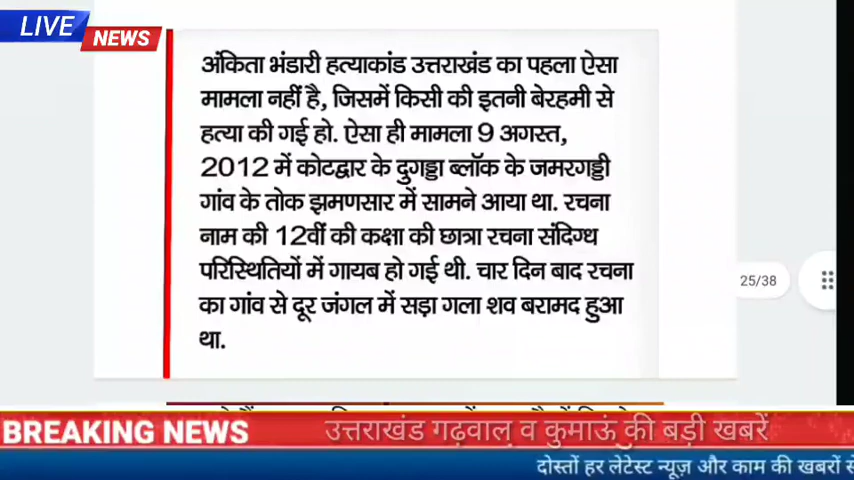 LIVE
NEWS
अंकिता भंडारी हत्याकांड उत्तराखंड का पहला ऐसा
मामला नहीं है, जिसमें किसी की इतनी बेरहमी से
हत्या की गई हो. ऐसा ही मामला 9 अगस्त,
2012 में कोटद्वार के दुगड्डा ब्लॉक के जमरगड्डी
गांव के तोक झमणसार में सामने आया था. रचना
नाम की 12वीं की कक्षा की छात्रा रचना संदिग्ध
परिस्थितियों में गायब हो गई थी. चार दिन बाद रचना
का गांव से दूर जंगल में सड़ा गला शव बरामद हुआ
था.
25/38
BREAKING NEWS
उत्तराखंड गढ़वाल व कुमाऊं की बड़ी खबरें
दोस्तों हर लेटेस्ट न्यूज़ और काम की खबरों से